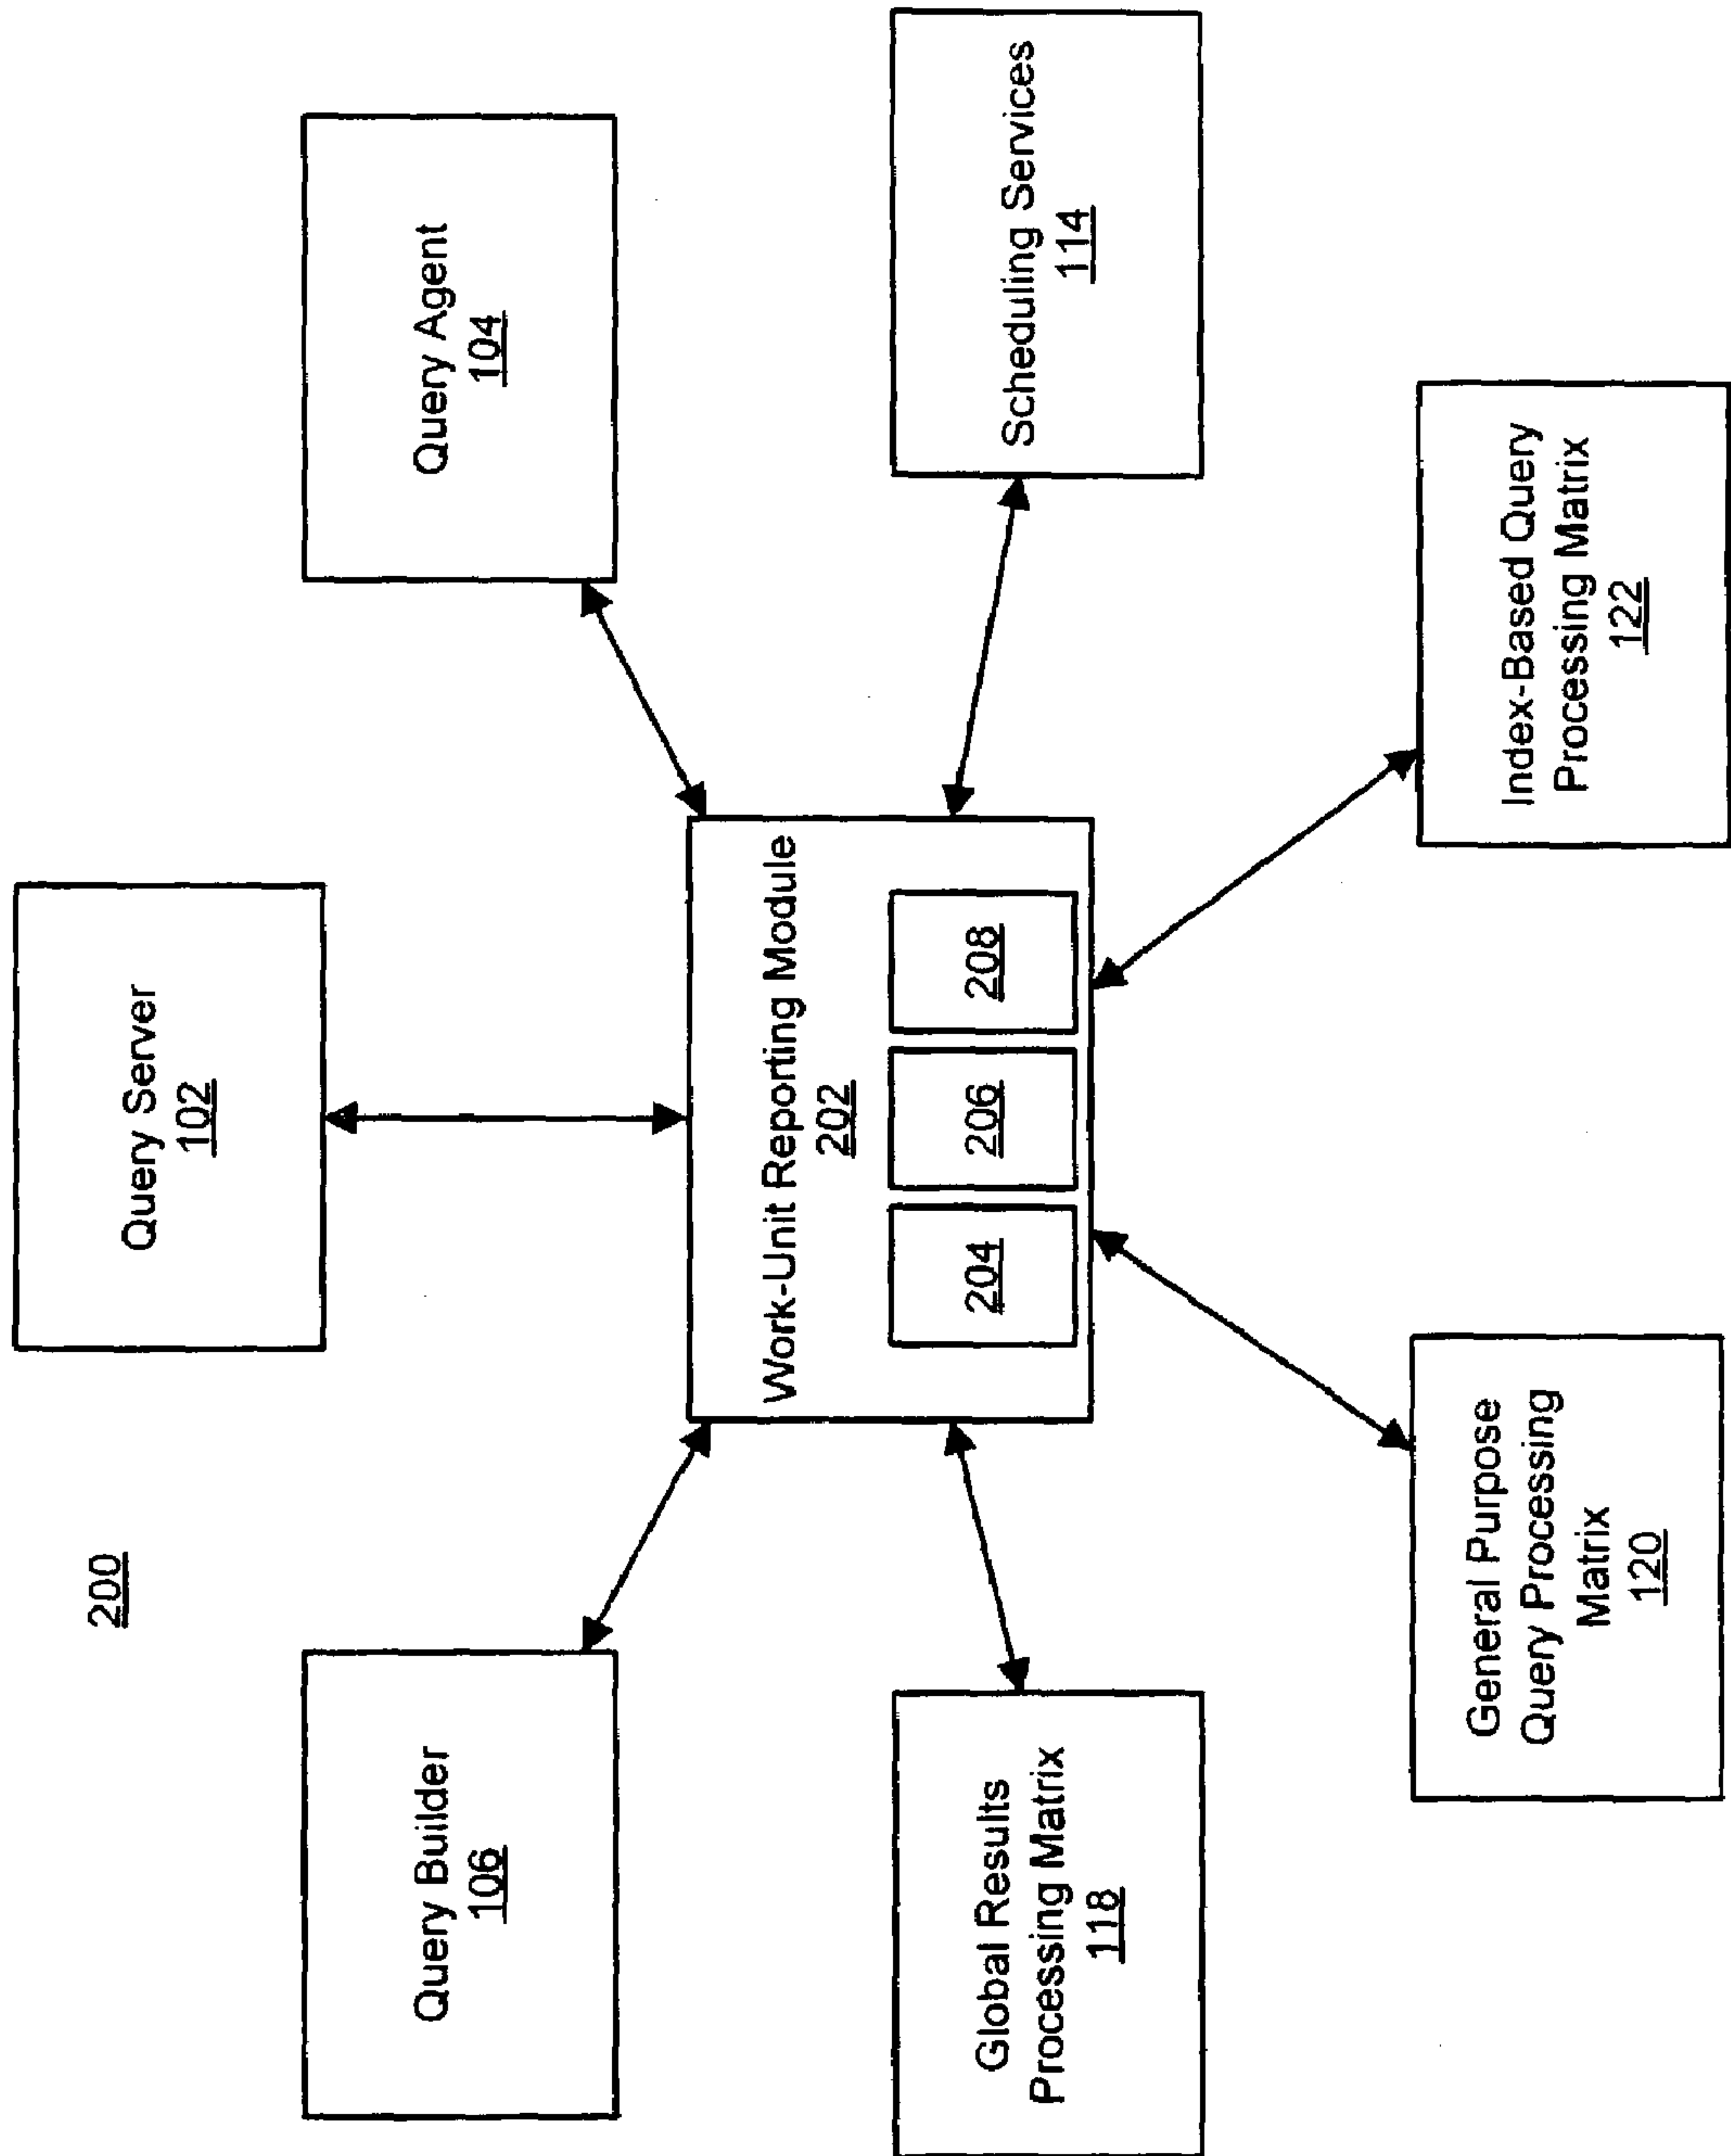 200
Query Server
102
Query Builder
106
Query Agent
104
Work-Unit Reporting Module
202
204
206
208
Global Results
Processing Matrix
118
Scheduling Services
114
General Purpose
Query Processing
Matrix
120
Index-Based Query
Processing Matrix
122